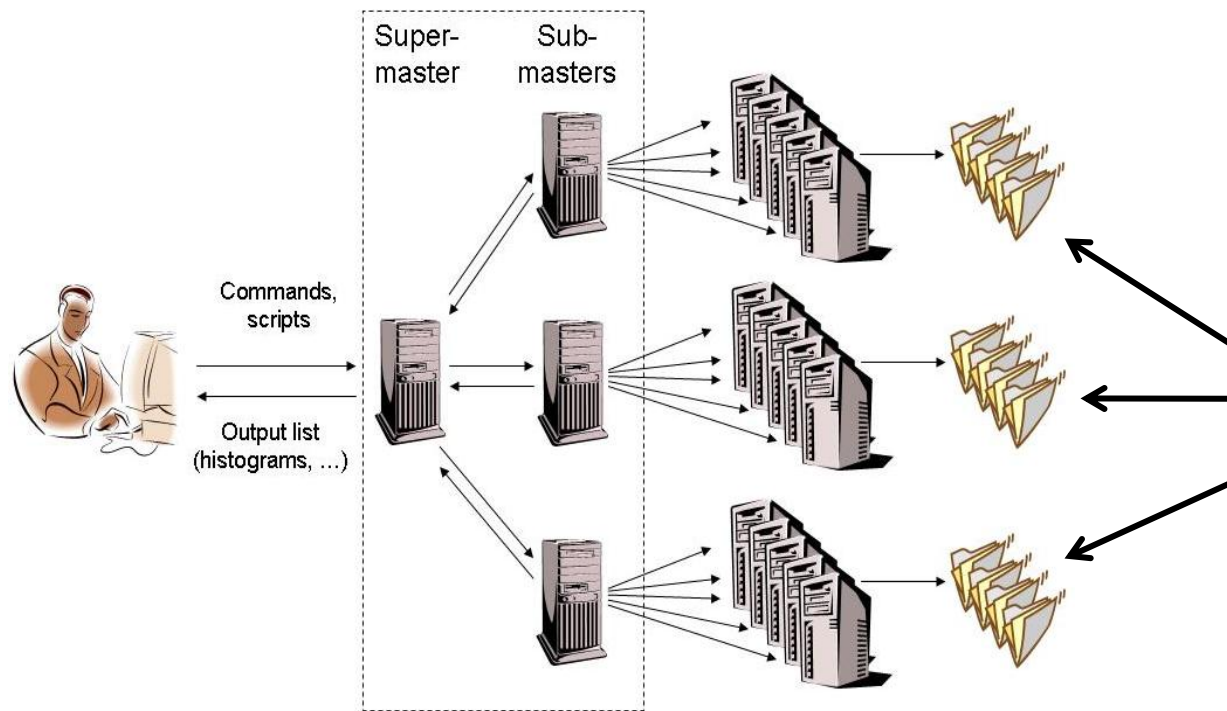 Super-
master
Sub-
masters
Commands,
scripts
Output list
(histograms, …)